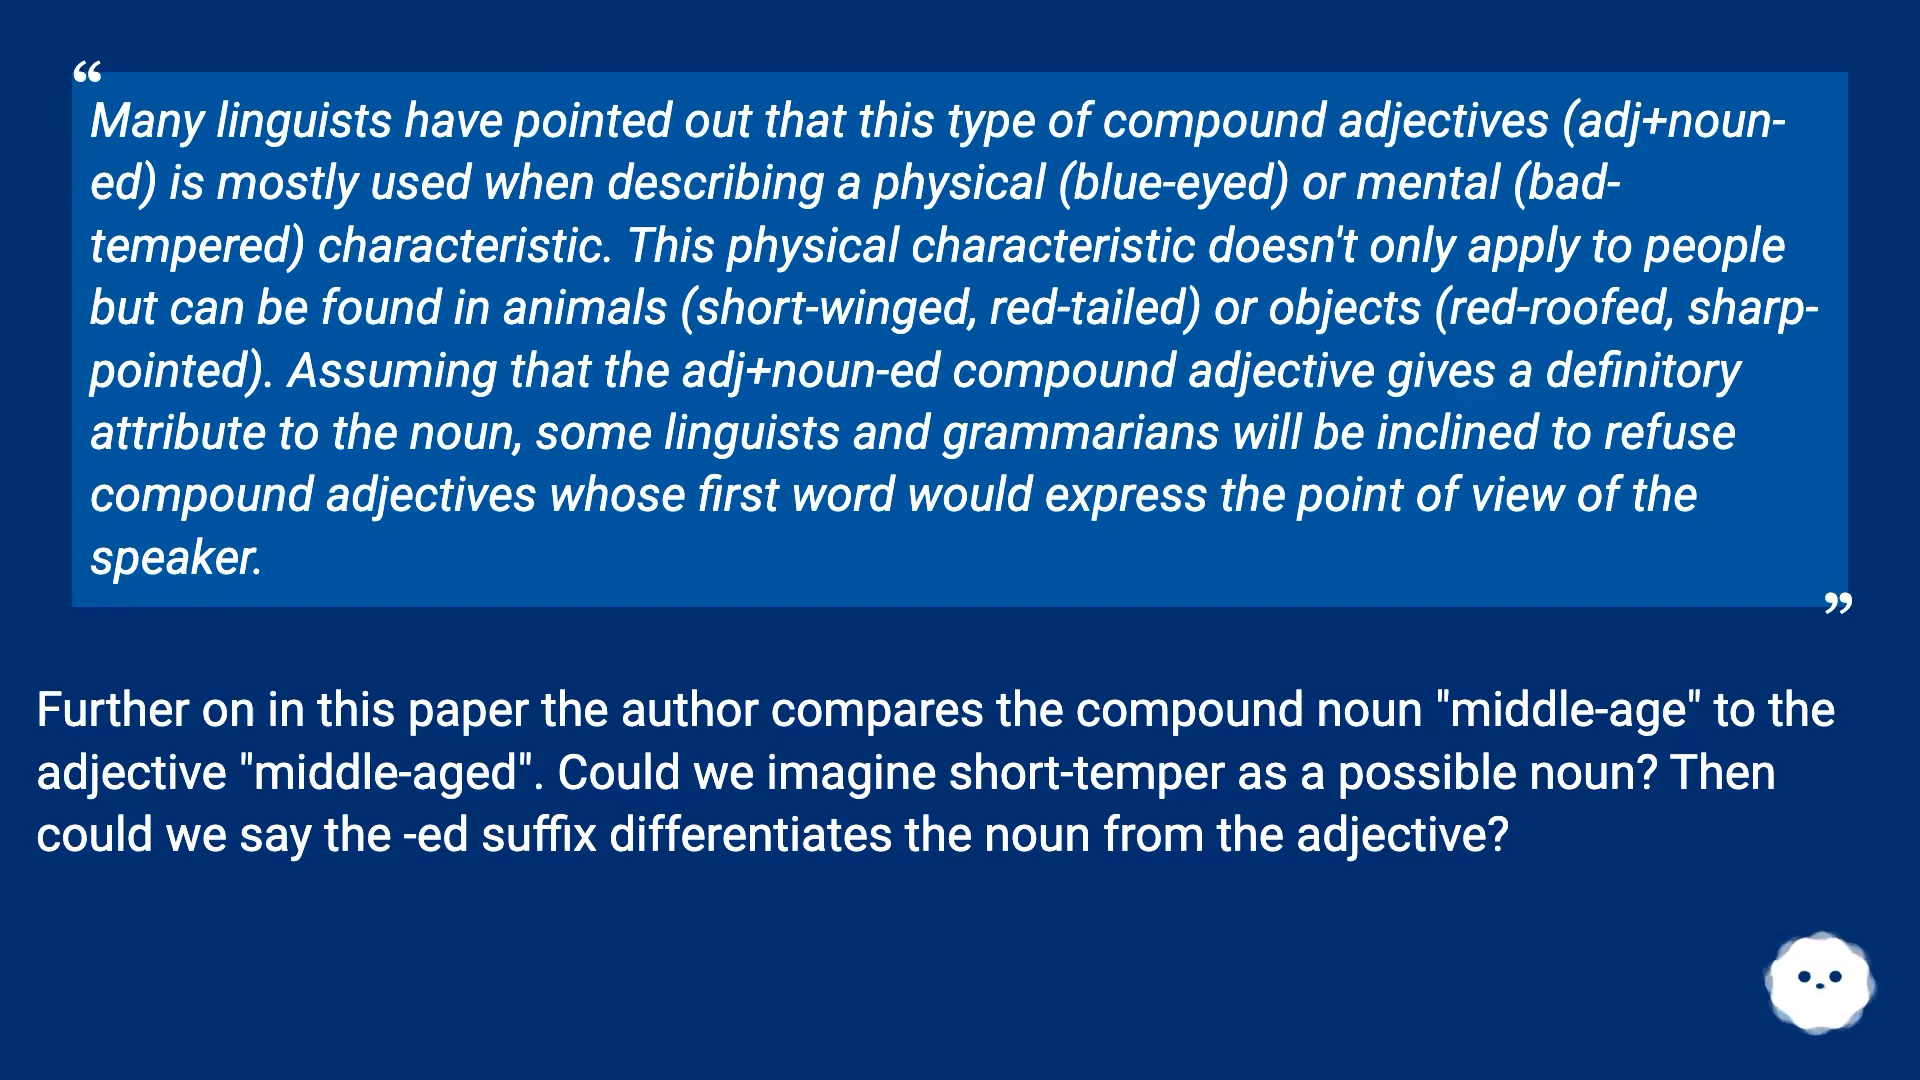 “
Many linguists have pointed out that this type of compound adjectives (adj+noun-
ed) is mostly used when describing a physical (blue-eyed) or mental (bad-
tempered) characteristic. This physical characteristic doesn't only apply to people
but can be found in animals (short-winged, red-tailed) or objects (red-roofed, sharp-
pointed). Assuming that the adj+noun-ed compound adjective gives a definitory
attribute to the noun, some linguists and grammarians will be inclined to refuse
compound adjectives whose first word would express the point of view of the
speaker.
”
Further on in this paper the author compares the compound noun "middle-age" to the
adjective "middle-aged". Could we imagine short-temper as a possible noun? Then
could we say the -ed suffix differentiates the noun from the adjective?